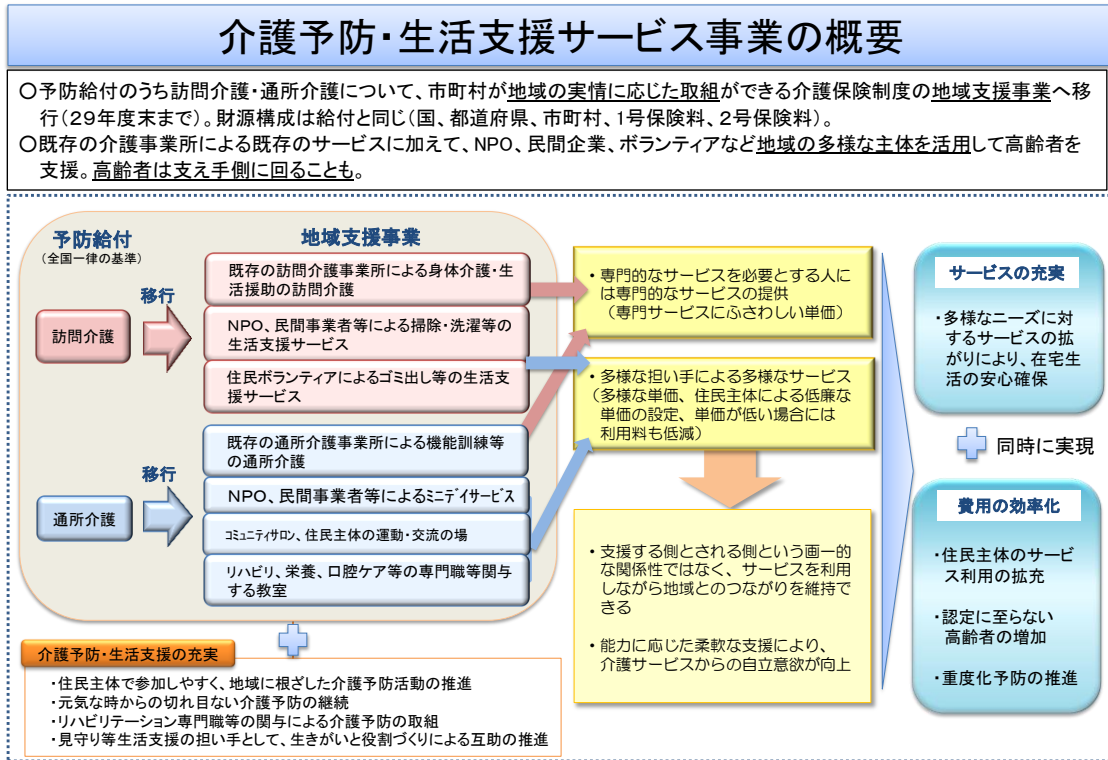 介護予防・生活支援サービス事業の概要
○予防給付のうち訪問介護・通所介護について、市町村が地域の実情に応じた取組ができる介護保険制度の地域支援事業へ移
行(29年度末まで)。財源構成は給付と同じ(国、都道府県、市町村、1号保険料、2号保険料)。
○既存の介護事業所による既存のサービスに加えて、NPO、民間企業、ボランティアなど地域の多様な主体を活用して高齢者を
支援。高齢者は支え手側に回ることも。
予防給付
(全国一律の基準)
地域支援事業
移行
訪問介護
既存の訪問介護事業所による身体介護・生
活援助の訪問介護
NPO、民間事業者等による掃除・洗濯等の
生活支援サービス
住民ボランティアによるゴミ出し等の生活支
援サービス
移行
通所介護
既存の通所介護事業所による機能訓練等
の通所介護
NPO、民間事業者等によるミニデイサービス
コミュニティサロン、住民主体の運動・交流の場
リハビリ、栄養、口腔ケア等の専門職等関与
する教室
・専門的なサービスを必要とする人に
は専門的なサービスの提供
(専門サービスにふさわしい単価)
・多様な担い手による多様なサービス
(多様な単価、住民主体による低廉な
単価の設定、単価が低い場合には
利用料も低減)
・支援する側とされる側という画一的
な関係性ではなく、サービスを利用
しながら地域とのつながりを維持で
きる
・能力に応じた柔軟な支援により、
介護サービスからの自立意欲が向上
サービスの充実
・多様なニーズに対
するサービスの拡
がりにより、在宅生
活の安心確保
同時に実現
費用の効率化
・住民主体のサービ
ス利用の拡充
・認定に至らない
高齢者の増加
・重度化予防の推進
介護予防・生活支援の充実
・住民主体で参加しやすく、地域に根ざした介護予防活動の推進
・元気な時からの切れ目ない介護予防の継続
・リハビリテーション専門職等の関与による介護予防の取組
・見守り等生活支援の担い手として、生きがいと役割づくりによる互助の推進